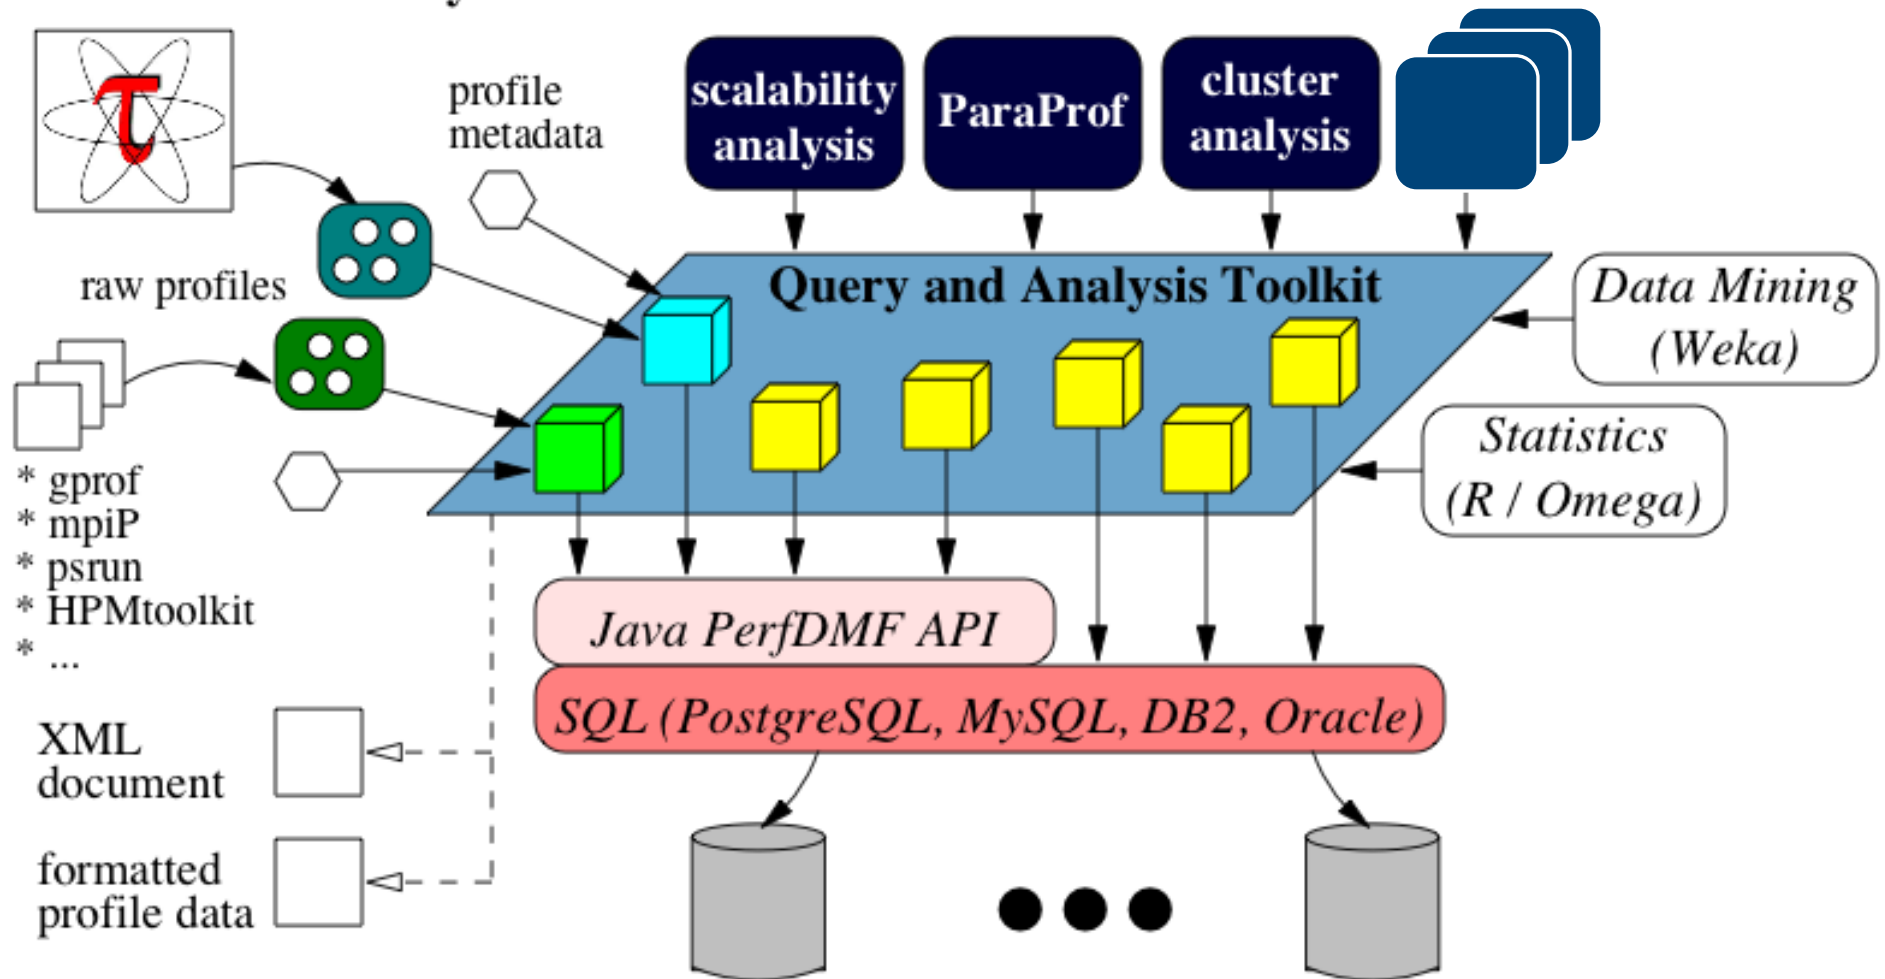 profile
metadata
scalability
analysis
ParaProf
cluster
analysis
raw profiles
Query and Analysis Toolkit
Data Mining
(Weka)
Statistics
(R / Omega)
* gprof
* mpiP
* psrun
* HPMtoolkit
* ...
Java PerfDMF API
SQL (PostgreSQL, MySQL, DB2, Oracle)
XML
document
formatted
profile data